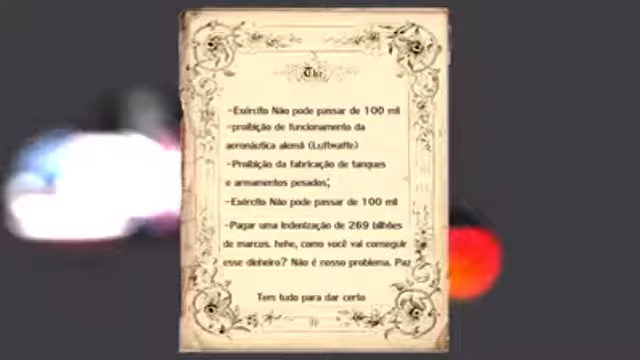 The
-Exército Não pode passar de 100 mil
-proibição de funcionamento da
aeronáutica alemã (Luftwaffe)
-Proibição da fabricação de tanques
e armamentos pesados;
-Exército Não pode passar de 100 mil
-Pagar uma indenização de 269 bilhões
de marcos. hehe, como você vai conseguir
esse dinheiro? Não é nosso problema. Paz
Tem tudo para dar certo